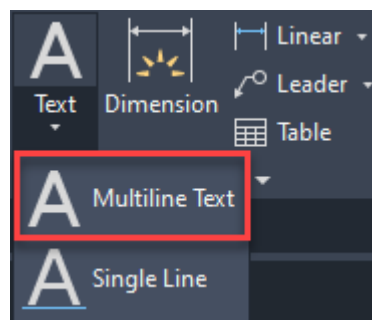 Linear
Text
Dimension
Leader
Table
Multiline Text
Single Line